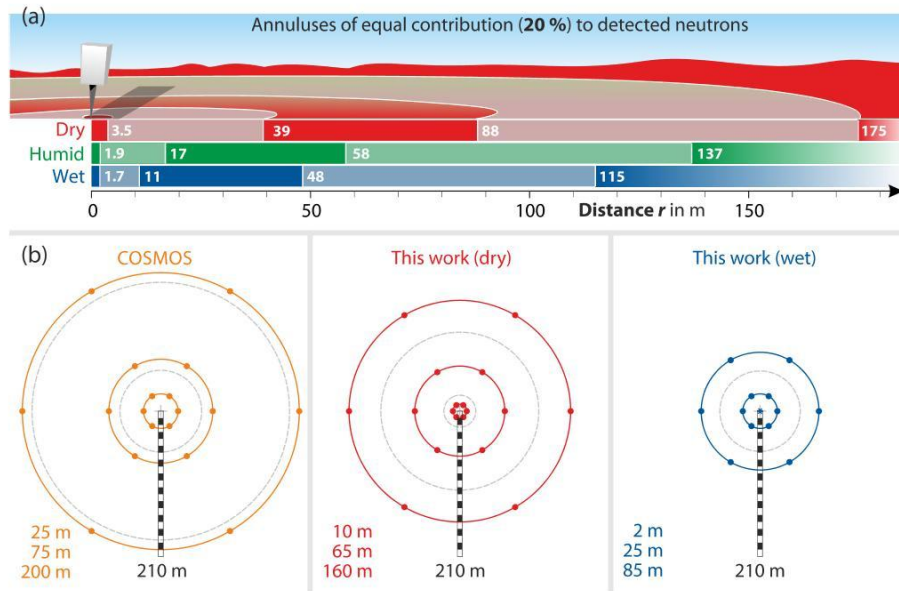 (a) Annuluses of equal contribution (20 %) to detected neutrons
Dry 3.5 39 88 175
Humid 1.9 17 58 137
Wet 1.7 11 48 115
0 50 100 Distance r in m 150
(b) COSMOS
25 m
75 m
200 m
210 m
This work (dry)
10 m
65 m
160 m
210 m
This work (wet)
2 m
25 m
85 m
210 m